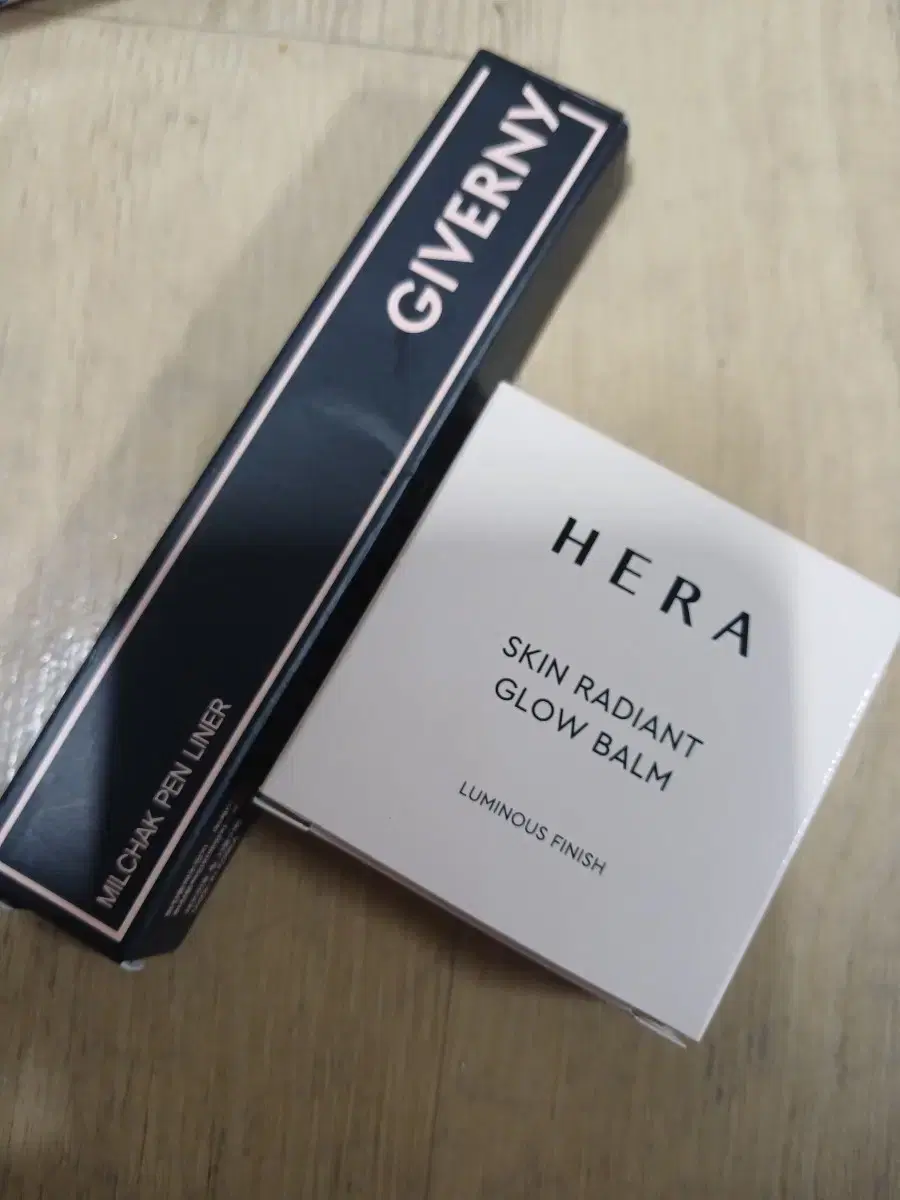 GIVERNY
MILCHAK PEN LINER
HERA
SKIN RADIANT
GLOW BALM
LUMINOUS FINISH